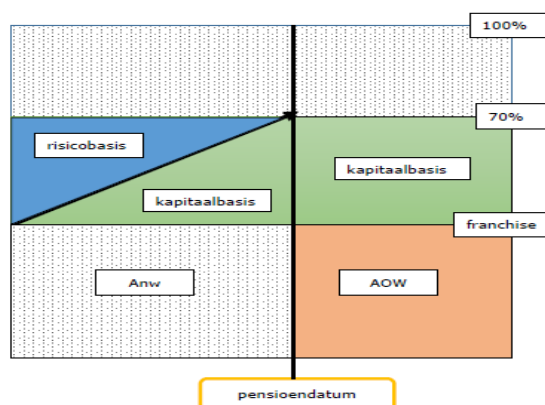 100%
70%
risicobasis
kapitaalbasis
kapitaalbasis
franchise
Anw
AOW
pensioendatum